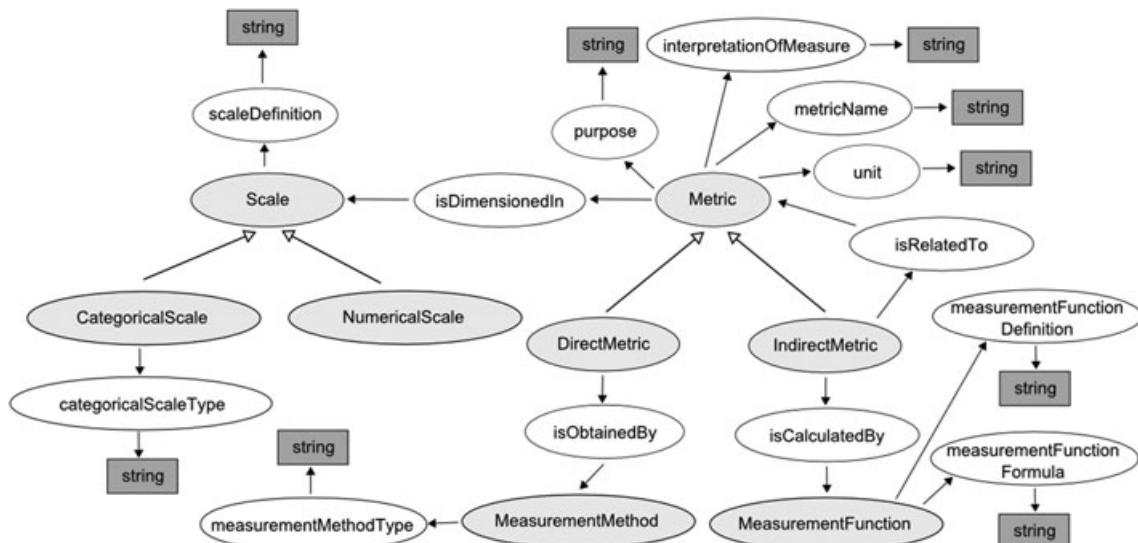 string
string
interpretationOfMeasure
string
scaleDefinition
purpose
metricName
string
unit
string
Scale
isDimensionedIn
Metric
isRelatedTo
CategoricalScale
NumericalScale
DirectMetric
IndirectMetric
measurementFunction
Definition
string
categoricalScaleType
isObtainedBy
isCalculatedBy
string
string
measurementFunction
Formula
measurementMethodType
MeasurementMethod
MeasurementFunction
string